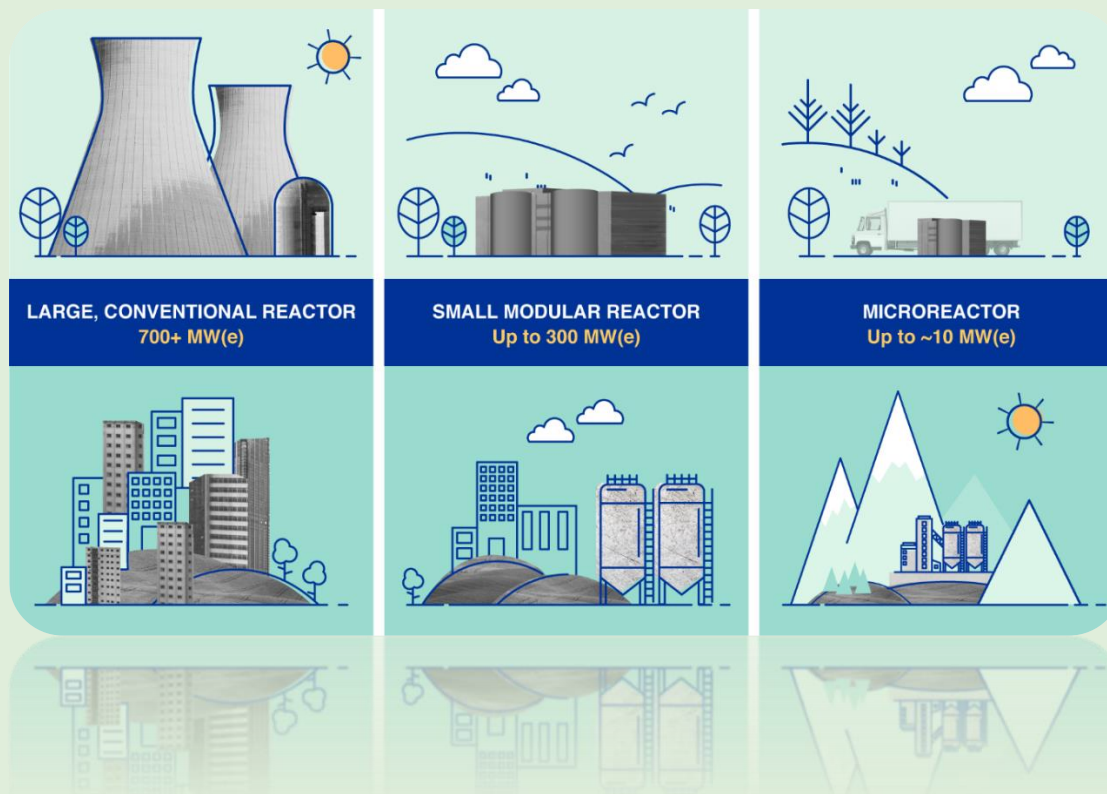 LARGE, CONVENTIONAL REACTOR
700+ MW(e)
SMALL MODULAR REACTOR
Up to 300 MW(e)
MICROREACTOR
Up to ~10 MW(e)